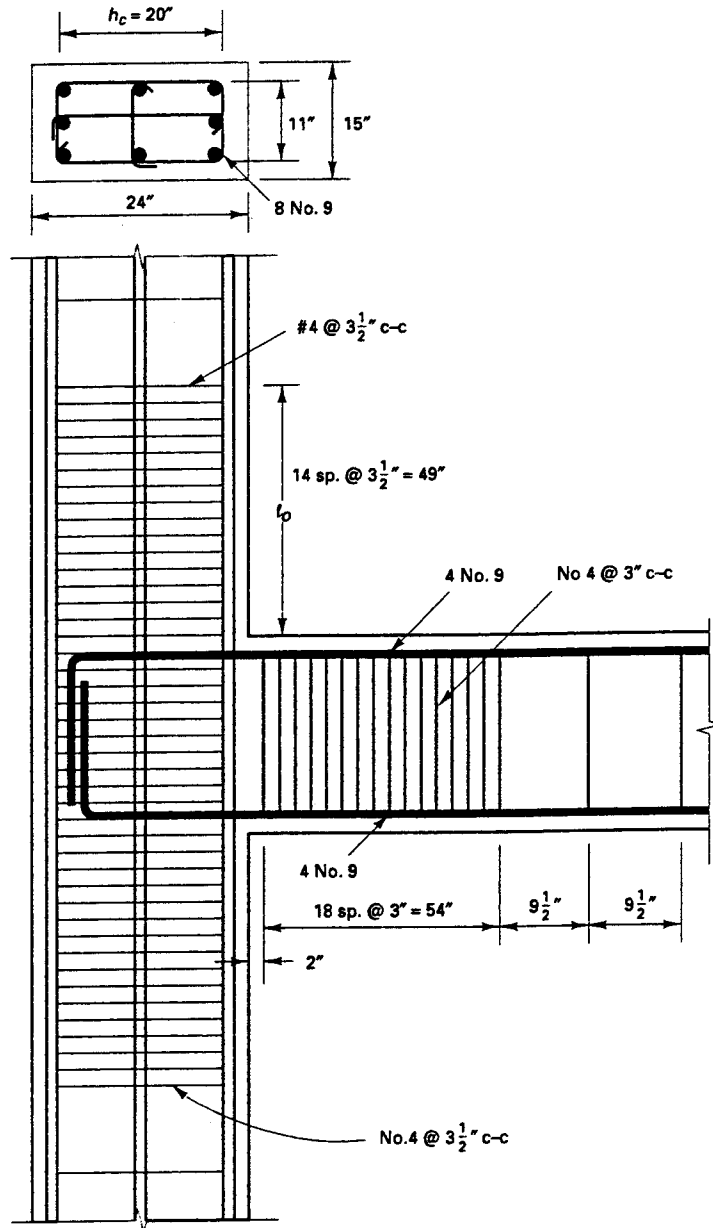 h_c = 20"
11"
15"
24"
8 No. 9
#4 @ 3 1/2" c–c
14 sp. @ 3 1/2" = 49"
l_o
4 No. 9
No 4 @ 3" c–c
4 No. 9
18 sp. @ 3" = 54"
9 1/2"
9 1/2"
2"
No.4 @ 3 1/2" c–c